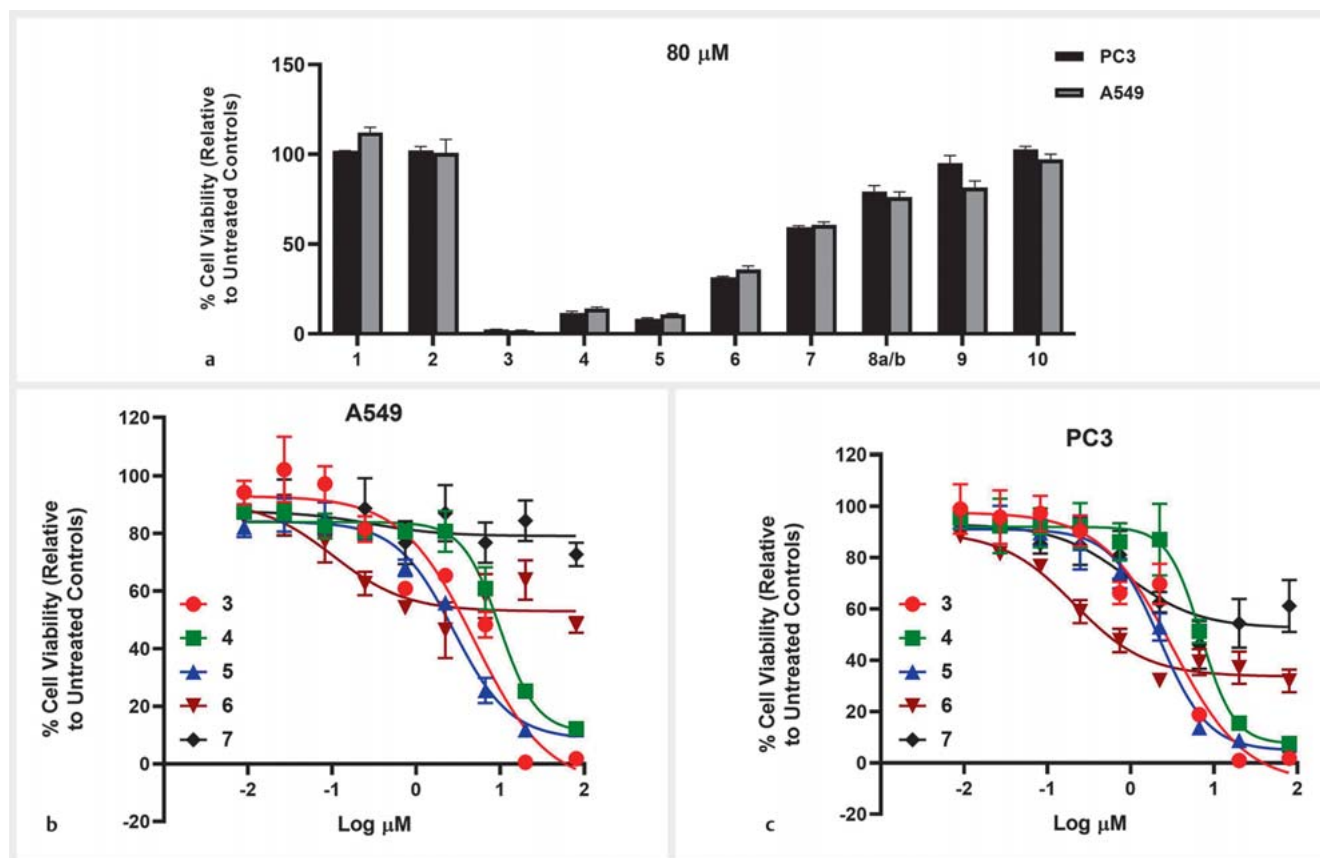 80 μM
PC3
A549
% Cell Viability (Relative
to Untreated Controls)
150
100
50
0
1 2 3 4 5 6 7 8a/b 9 10
a
A549
% Cell Viability (Relative
to Untreated Controls)
120
100
80
60
40
20
0
-20
3
4
5
6
7
-2 -1 0 1 2
Log μM
b
PC3
% Cell Viability (Relative
to Untreated Controls)
120
100
80
60
40
20
0
-20
3
4
5
6
7
-2 -1 0 1 2
Log μM
c